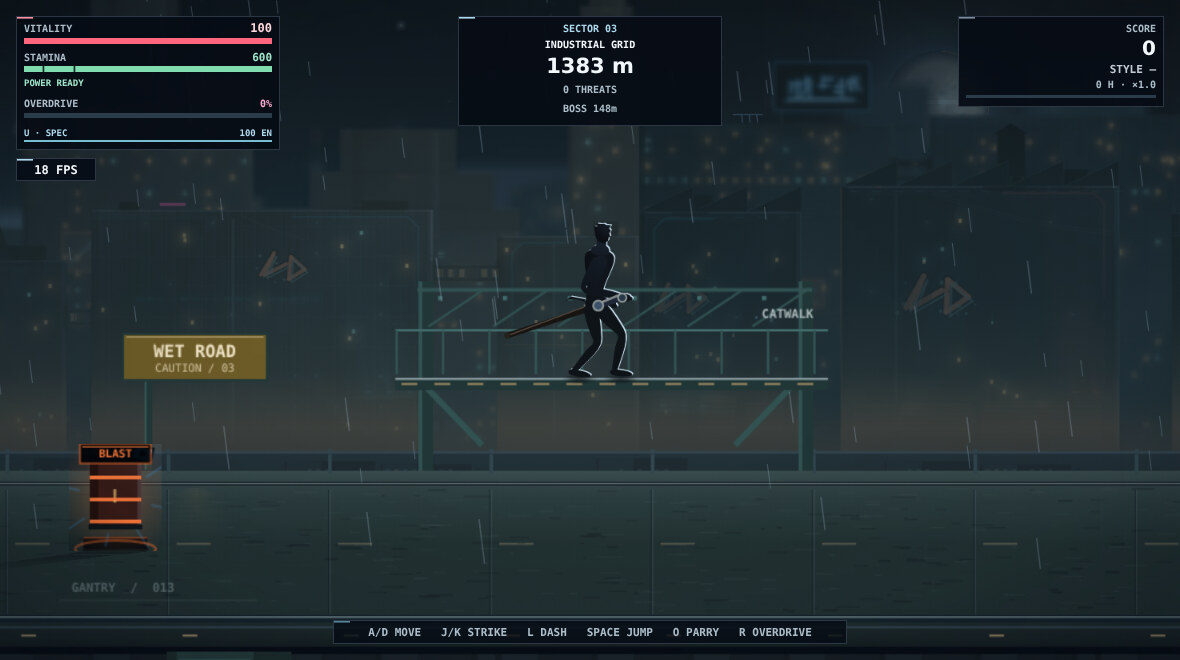 VITALITY 100
STAMINA 600
POWER READY
OVERDRIVE 0%
U · SPEC 100 EN
18 FPS
SECTOR 03
INDUSTRIAL GRID
1383 m
0 THREATS
BOSS 148m
SCORE
0
STYLE —
0 H · ×1.0
CATWALK
WET ROAD
CAUTION / 03
BLAST
!
GANTRY / 013
A/D MOVE J/K STRIKE L DASH SPACE JUMP O PARRY R OVERDRIVE